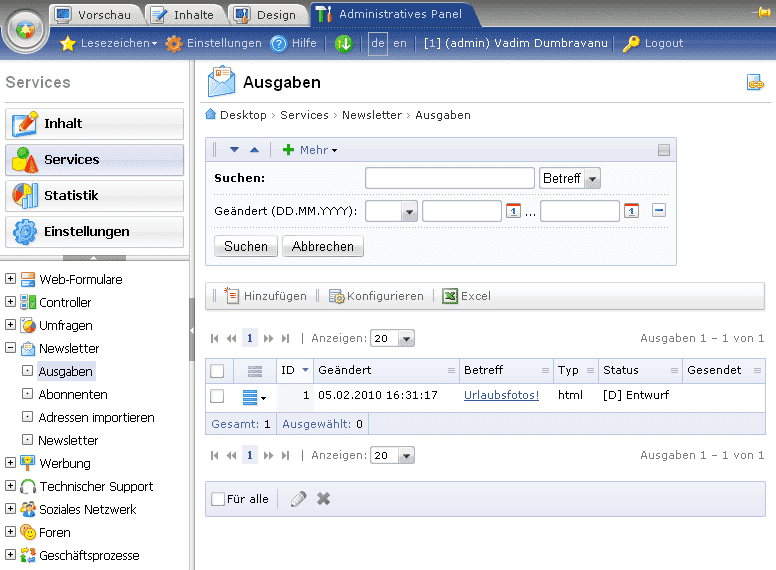 Vorschau Inhalte Design Administratives Panel
Lesezeichen Einstellungen Hilfe de en [1] (admin) Vadim Dumbravanu Logout
Services
Inhalt
Services
Statistik
Einstellungen
Web-Formulare
Controller
Umfragen
Newsletter
Ausgaben
Abonnenten
Adressen importieren
Newsletter
Werbung
Technischer Support
Soziales Netzwerk
Foren
Geschäftsprozesse
Ausgaben
Desktop › Services › Newsletter › Ausgaben
Mehr
Suchen: Betreff
Geändert (DD.MM.YYYY): 1 ... 1
Suchen Abbrechen
Hinzufügen Konfigurieren Excel
1 | Anzeigen: 20 Ausgaben 1 – 1 von 1
ID Geändert Betreff Typ Status Gesendet
1 05.02.2010 16:31:17 Urlaubsfotos! html [D] Entwurf
Gesamt: 1 Ausgewählt: 0
1 | Anzeigen: 20 Ausgaben 1 – 1 von 1
Für alle